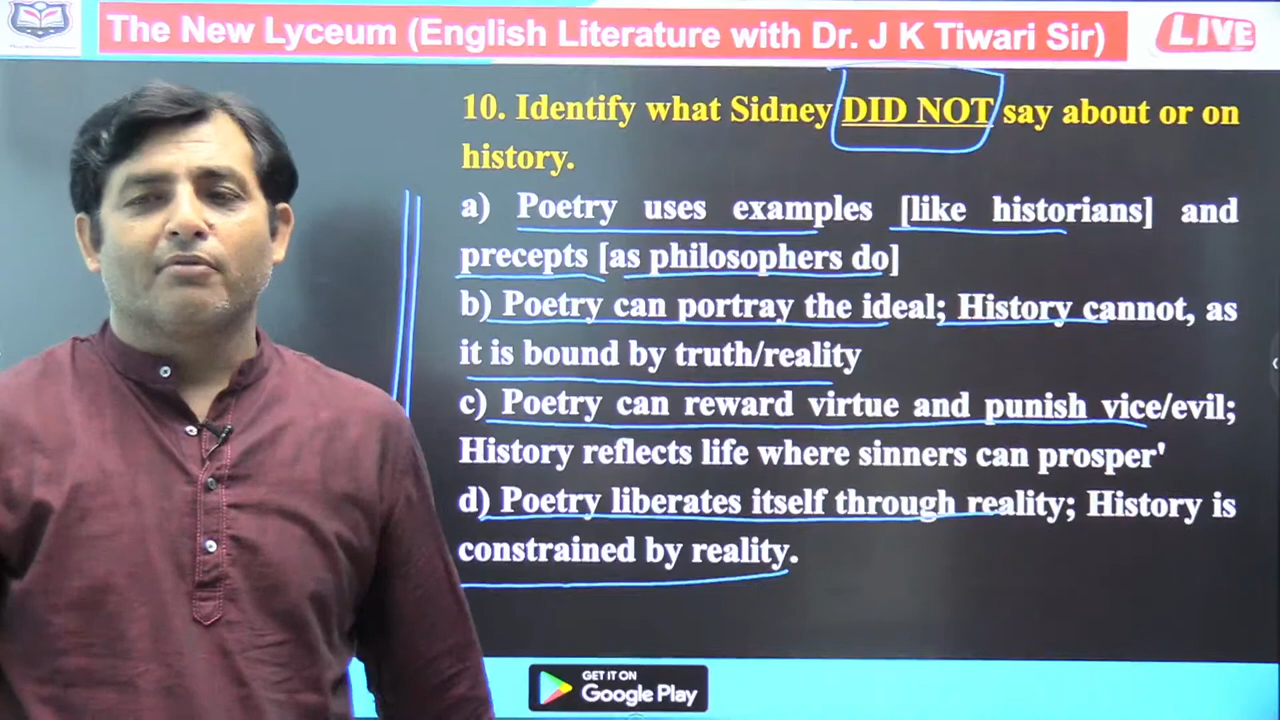 The New Lyceum (English Literature with Dr. J K Tiwari Sir)
LIVE
10. Identify what Sidney DID NOT say about or on
history.
a) Poetry uses examples [like historians] and
precepts [as philosophers do]
b) Poetry can portray the ideal; History cannot, as
it is bound by truth/reality
c) Poetry can reward virtue and punish vice/evil;
History reflects life where sinners can prosper'
d) Poetry liberates itself through reality; History is
constrained by reality.
GET IT ON
Google Play